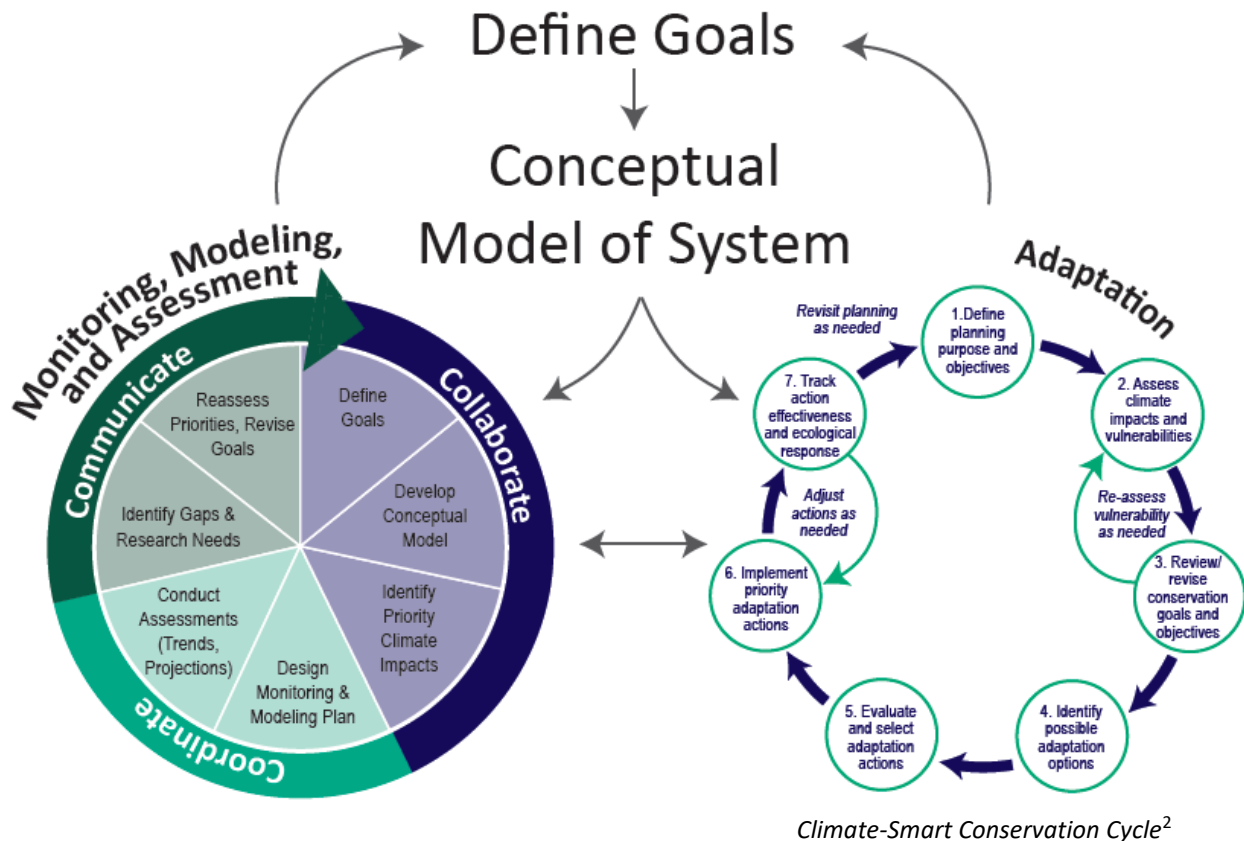 Define Goals
Conceptual
Model of System
Monitoring, Modeling,
and Assessment
Communicate
Collaborate
Coordinate
Define
Goals
Develop
Conceptual
Model
Identify
Priority
Climate
Impacts
Design
Monitoring &
Modeling Plan
Conduct
Assessments
(Trends,
Projections)
Identify Gaps &
Research Needs
Reassess
Priorities, Revise
Goals
Adaptation
Revisit planning
as needed
1.Define
planning
purpose and
objectives
2. Assess
climate
impacts and
vulnerabilities
Re-assess
vulnerability
as needed
3. Review/
revise
conservation
goals and
objectives
4. Identify
possible
adaptation
options
5. Evaluate
and select
adaptation
actions
6. Implement
priority
adaptation
actions
7. Track
action
effectiveness
and ecological
response
Adjust
actions as
needed
Climate-Smart Conservation Cycle²